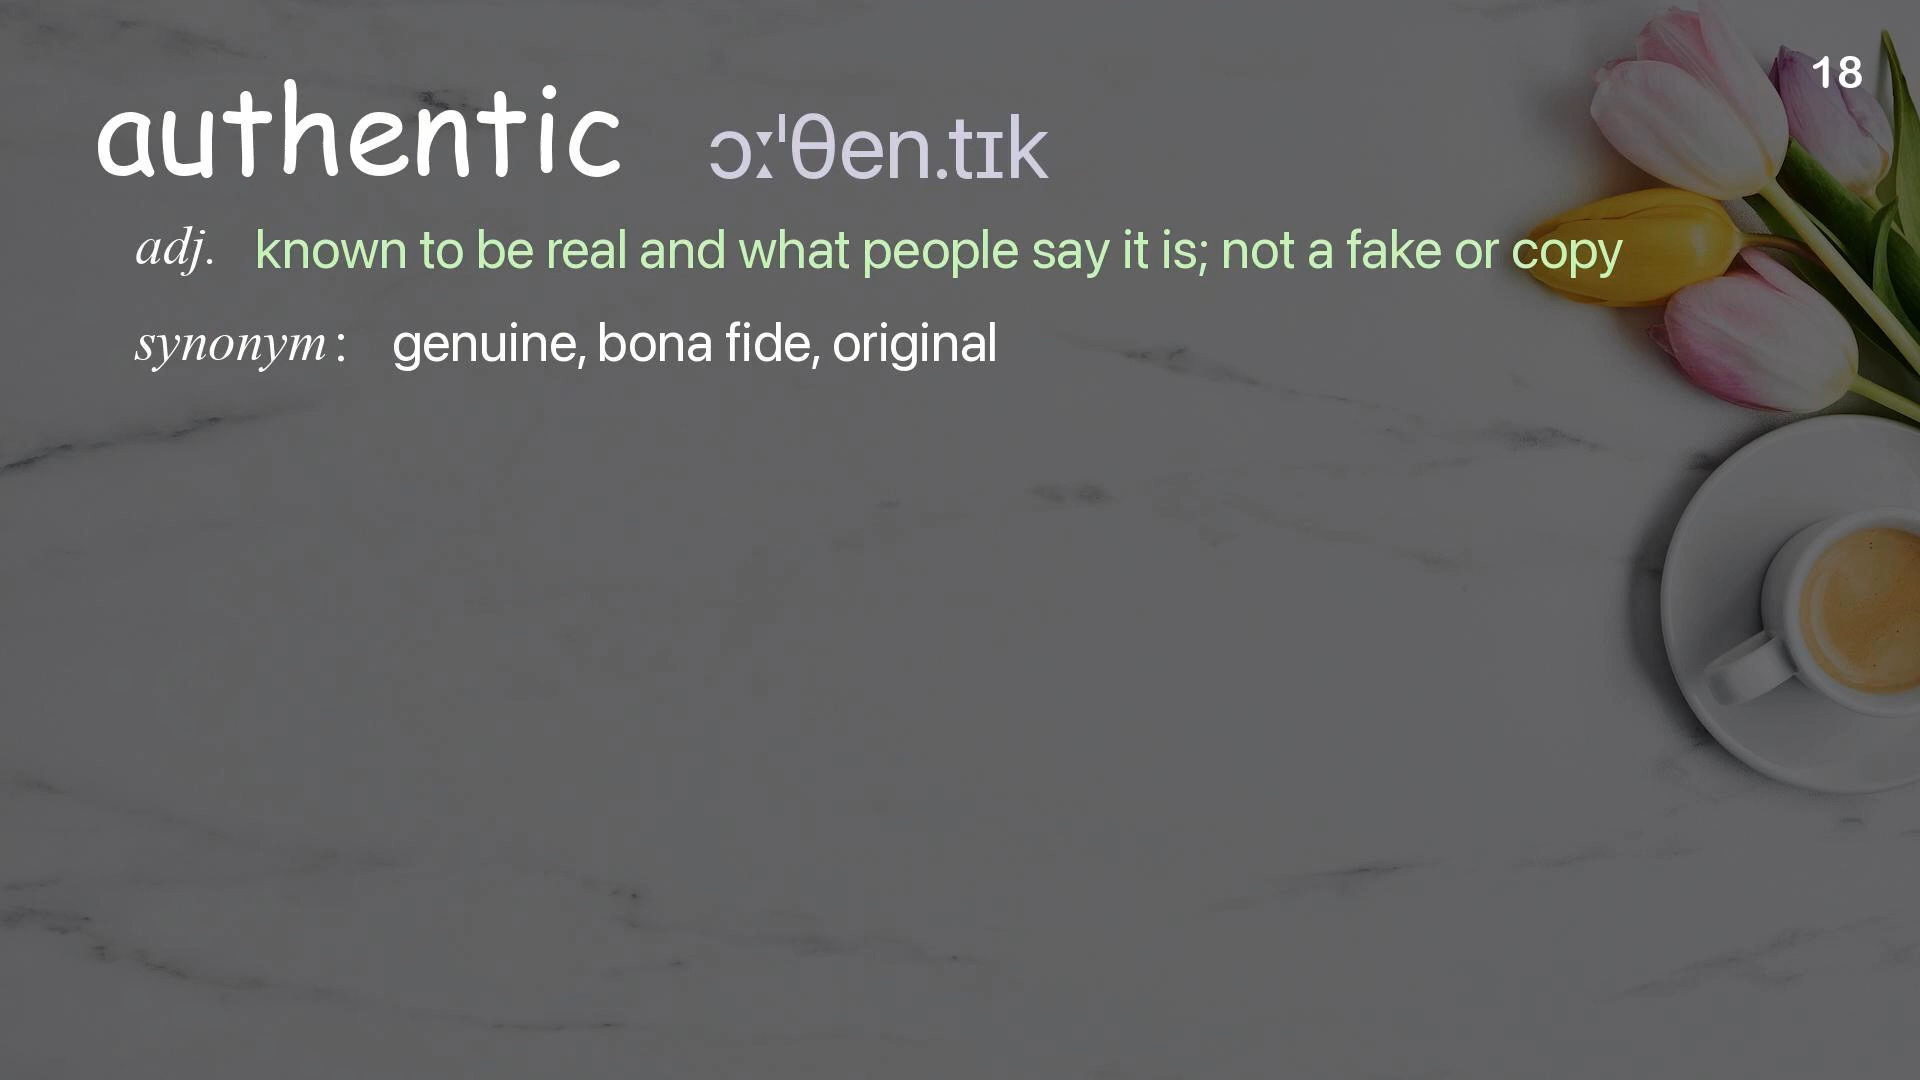 18
authentic ɔːˈθen.tɪk
adj. known to be real and what people say it is; not a fake or copy
synonym: genuine, bona fide, original